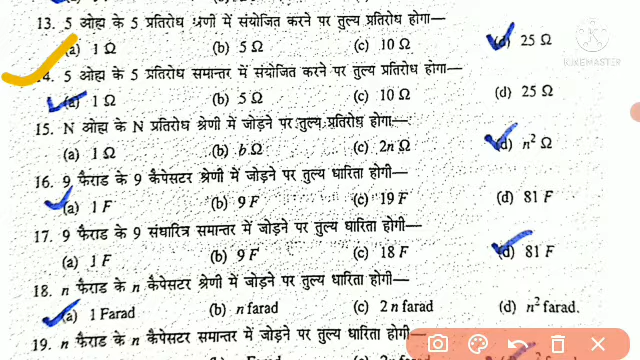 13. 5 ओह्म के 5 प्रतिरोध श्रेणी में संयोजित करने पर तुल्य प्रतिरोध होगा—
(a) 1 Ω (b) 5 Ω (c) 10 Ω (d) 25 Ω
14. 5 ओह्म के 5 प्रतिरोध समान्तर में संयोजित करने पर तुल्य प्रतिरोध होगा—
(a) 1 Ω (b) 5 Ω (c) 10 Ω (d) 25 Ω
15. N ओह्म के N प्रतिरोध श्रेणी में जोड़ने पर तुल्य प्रतिरोध होगा—
(a) 1 Ω (b) b Ω (c) 2n Ω (d) n² Ω
16. 9 फैराड के 9 कैपेसटर श्रेणी में जोड़ने पर तुल्य धारिता होगी—
(a) 1 F (b) 9 F (c) 19 F (d) 81 F
17. 9 फैराड के 9 संधारित्र समान्तर में जोड़ने पर तुल्य धारिता होगी—
(a) 1 F (b) 9 F (c) 18 F (d) 81 F
18. n फैराड के n कैपेसटर श्रेणी में जोड़ने पर तुल्य धारिता होगी—
(a) 1 Farad (b) n farad (c) 2 n farad (d) n² farad.
19. n फैराड के n कैपेसटर समान्तर में जोड़ने पर तुल्य धारिता होगी—
KINEMASTER